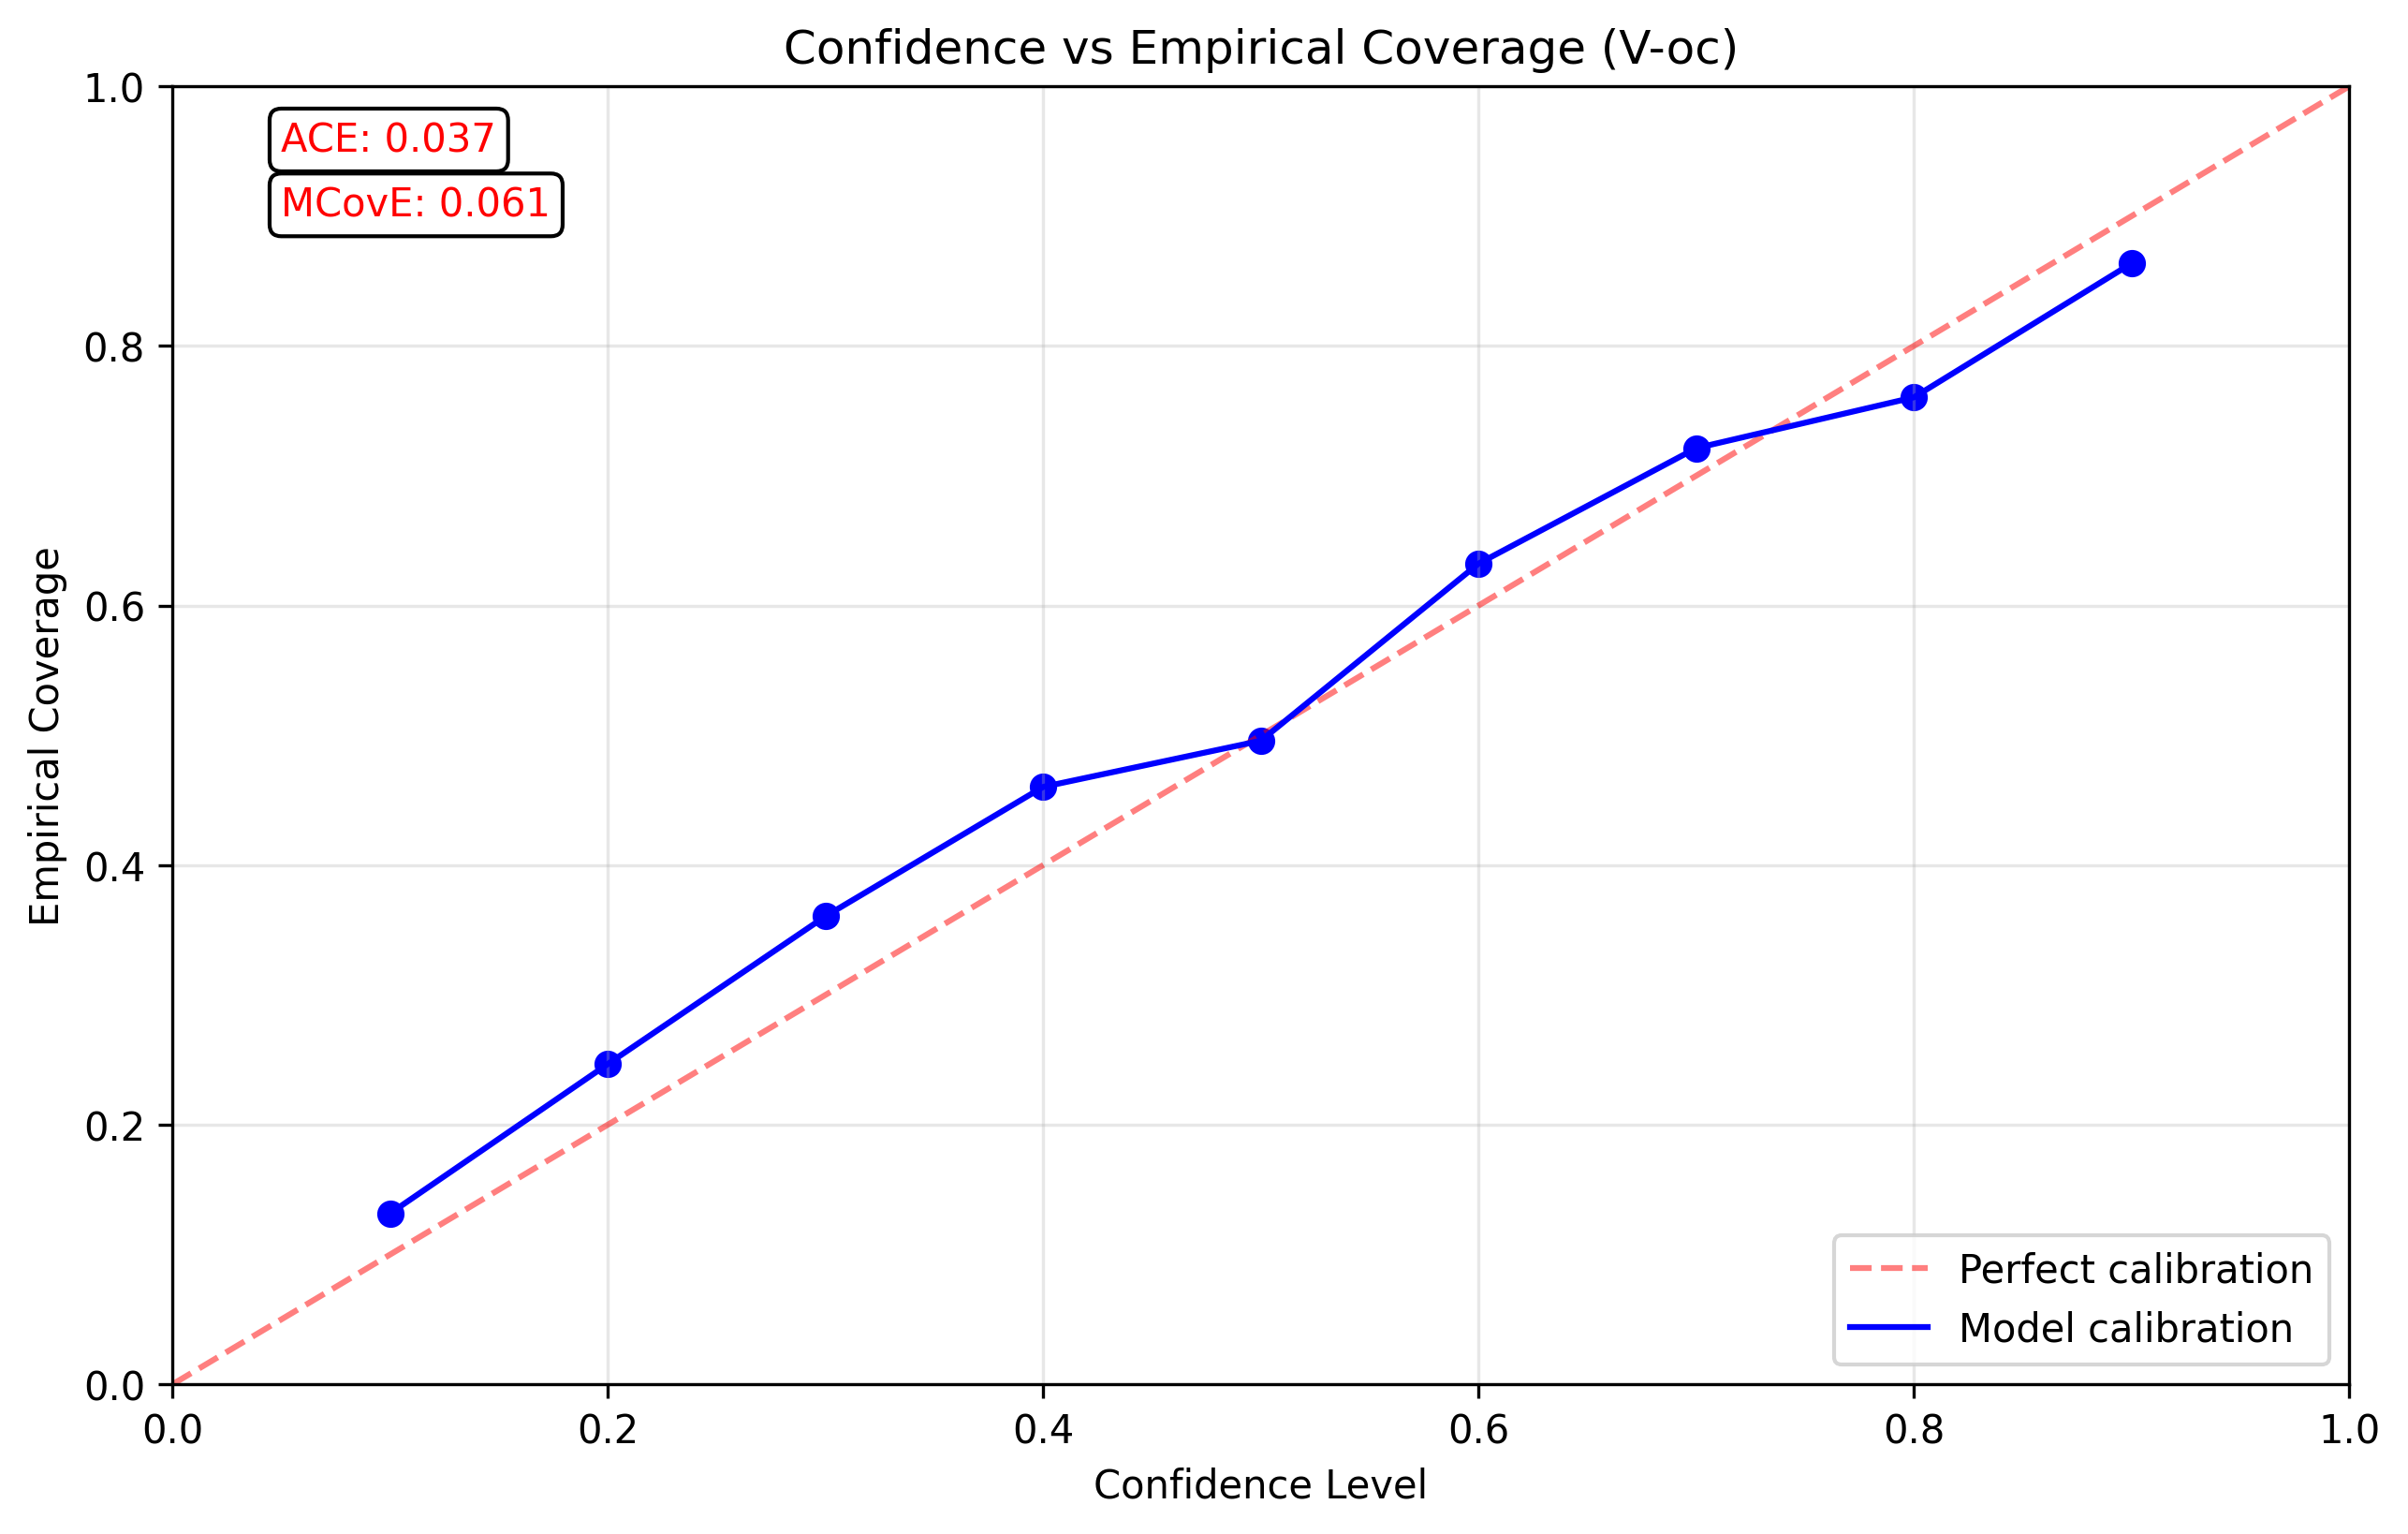 Confidence vs Empirical Coverage (V-oc)
ACE: 0.037
MCovE: 0.061
1.0
0.8
0.6
0.4
0.2
0.0
Empirical Coverage
0.0 0.2 0.4 0.6 0.8 1.0
Confidence Level
Perfect calibration
Model calibration